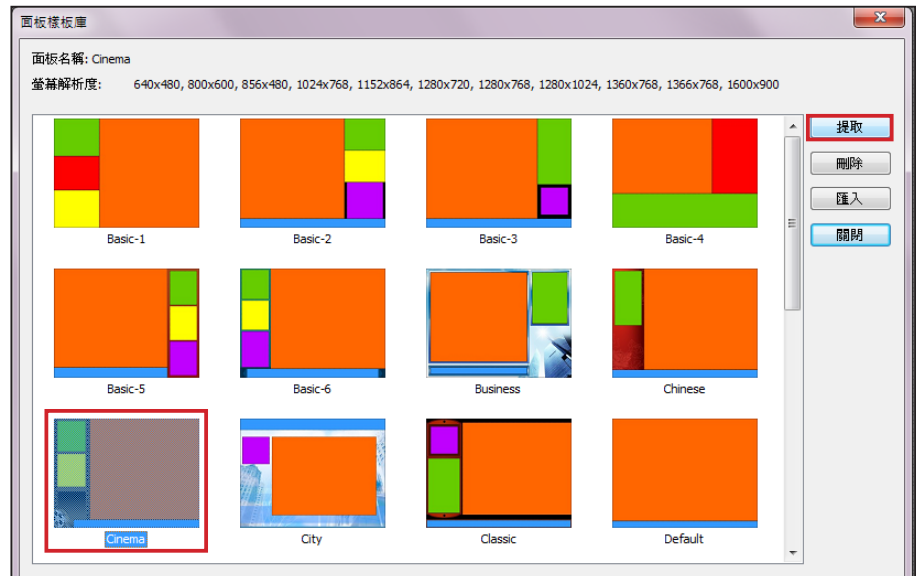 面板樣板庫
面板名稱: Cinema
螢幕解析度: 640x480, 800x600, 856x480, 1024x768, 1152x864, 1280x720, 1280x768, 1280x1024, 1360x768, 1366x768, 1600x900
提取
刪除
匯入
關閉
Basic-1 Basic-2 Basic-3 Basic-4
Basic-5 Basic-6 Business Chinese
Cinema City Classic Default